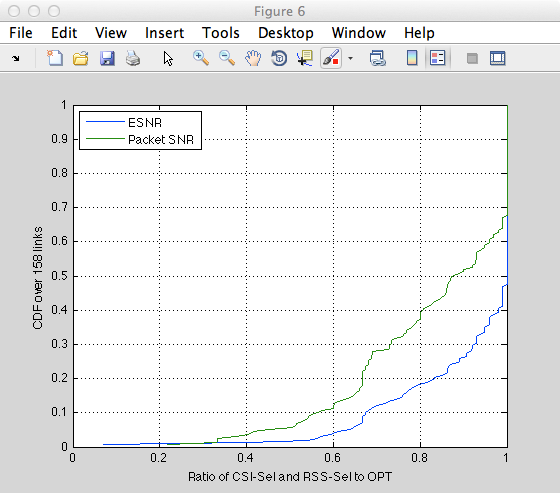 Figure 6
File Edit View Insert Tools Desktop Window Help
ESNR
Packet SNR
1
0.9
0.8
0.7
0.6
0.5
0.4
0.3
0.2
0.1
0
CDF over 158 links
0 0.2 0.4 0.6 0.8 1
Ratio of CSI-Sel and RSS-Sel to OPT